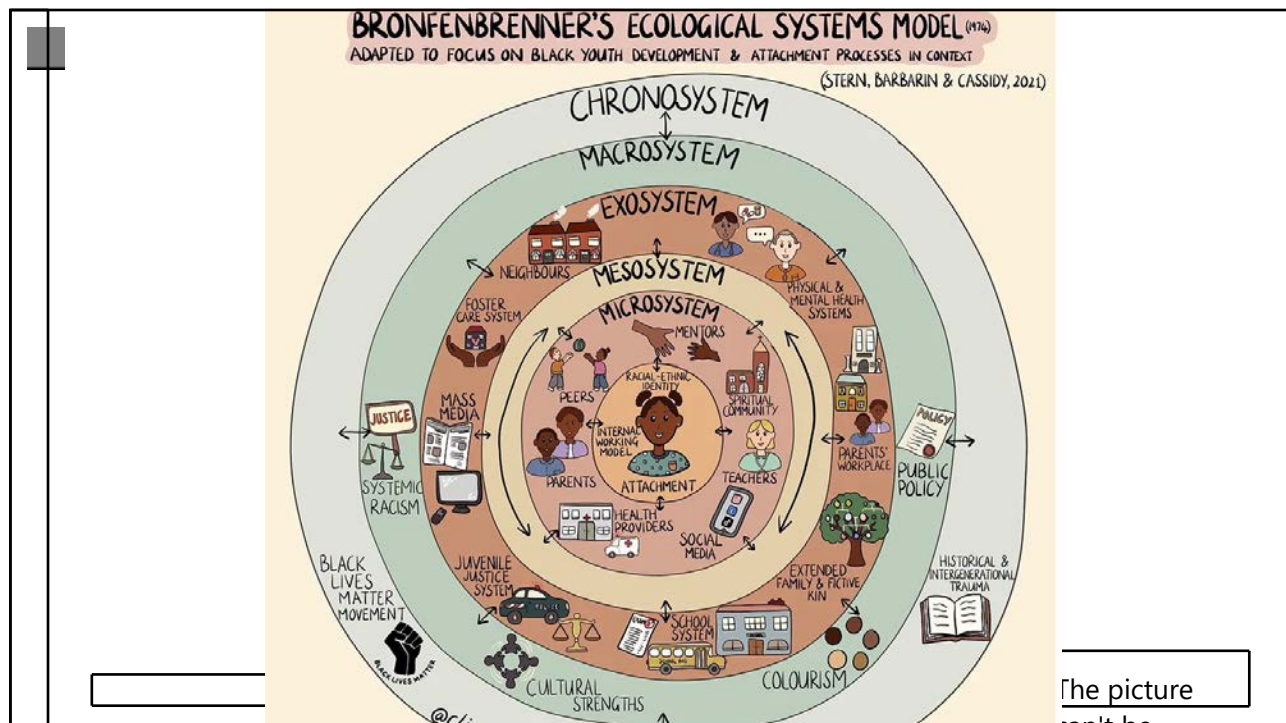 BRONFENBRENNER'S ECOLOGICAL SYSTEMS MODEL (1974)
ADAPTED TO FOCUS ON BLACK YOUTH DEVELOPMENT & ATTACHMENT PROCESSES IN CONTEXT
(STERN, BARBARIN & CASSIDY, 2021)
CHRONOSYSTEM
MACROSYSTEM
EXOSYSTEM
NEIGHBOURS
MESOSYSTEM
PHYSICAL &
MENTAL HEALTH
SYSTEMS
FOSTER
CARE SYSTEM
MICROSYSTEM
MENTORS
RACIAL-ETHNIC
IDENTITY
PEERS
SPIRITUAL
COMMUNITY
MASS
MEDIA
JUSTICE
POLICY
INTERNAL
WORKING
MODEL
PARENTS'
WORKPLACE
PUBLIC
POLICY
PARENTS
ATTACHMENT
TEACHERS
SYSTEMIC
RACISM
HEALTH
PROVIDERS
SOCIAL
MEDIA
BLACK
LIVES
MATTER
MOVEMENT
JUVENILE
JUSTICE
SYSTEM
POLICE
EXTENDED
FAMILY & FICTIVE
KIN
HISTORICAL &
INTERGENERATIONAL
TRAUMA
SCHOOL
SYSTEM
SCHOOL BUS
BLACK LIVES MATTER
CULTURAL
STRENGTHS
COLOURISM
The picture